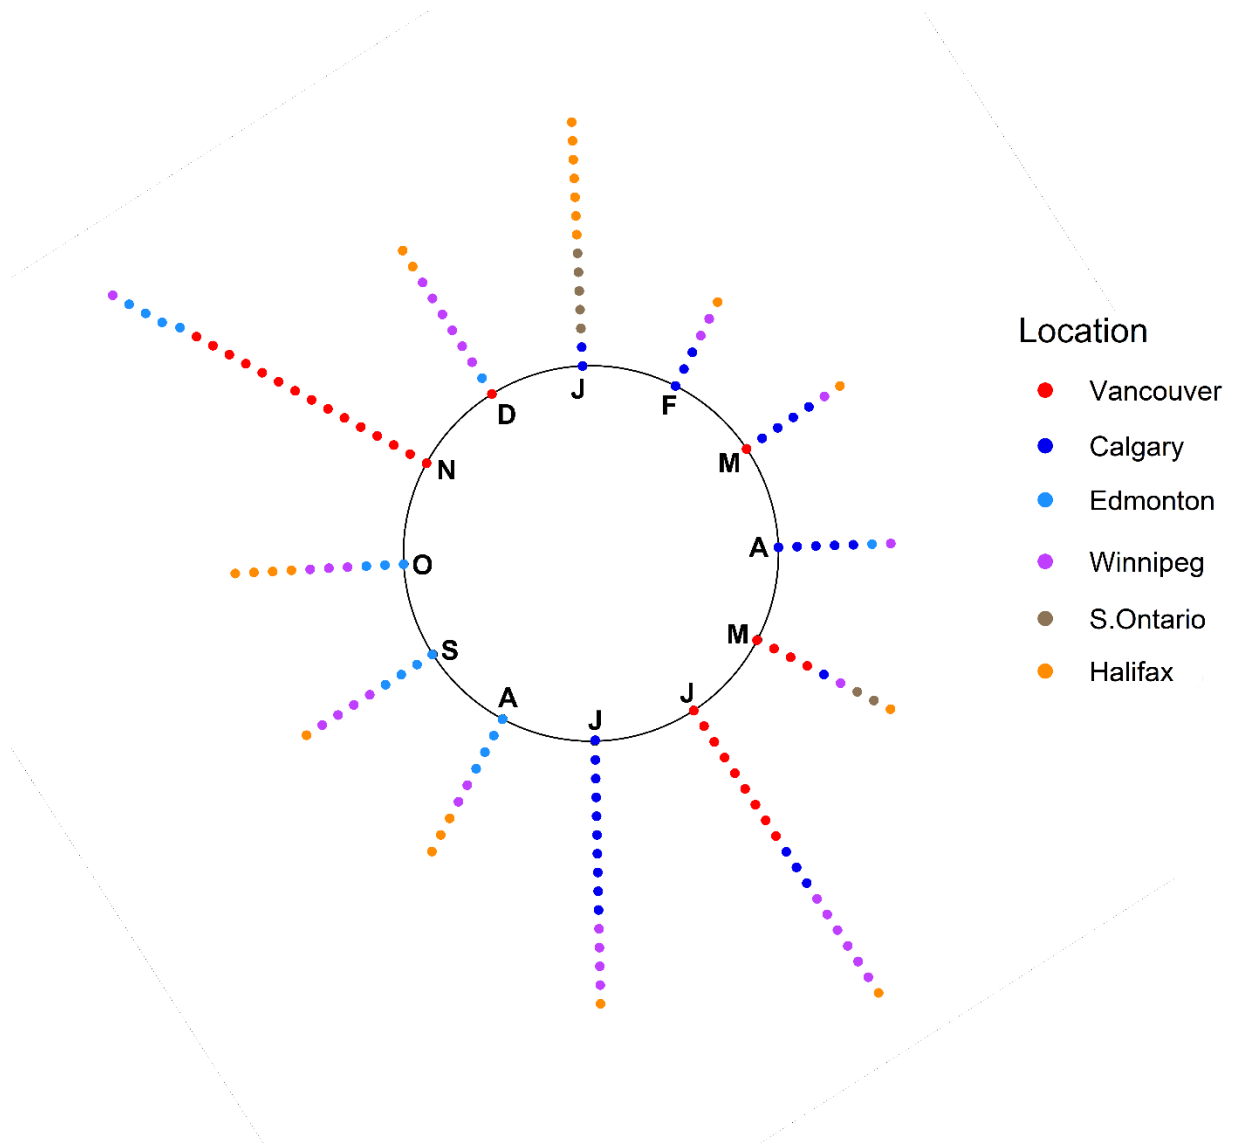 J
F
M
A
M
J
J
A
S
O
N
D
Location
Vancouver
Calgary
Edmonton
Winnipeg
S.Ontario
Halifax